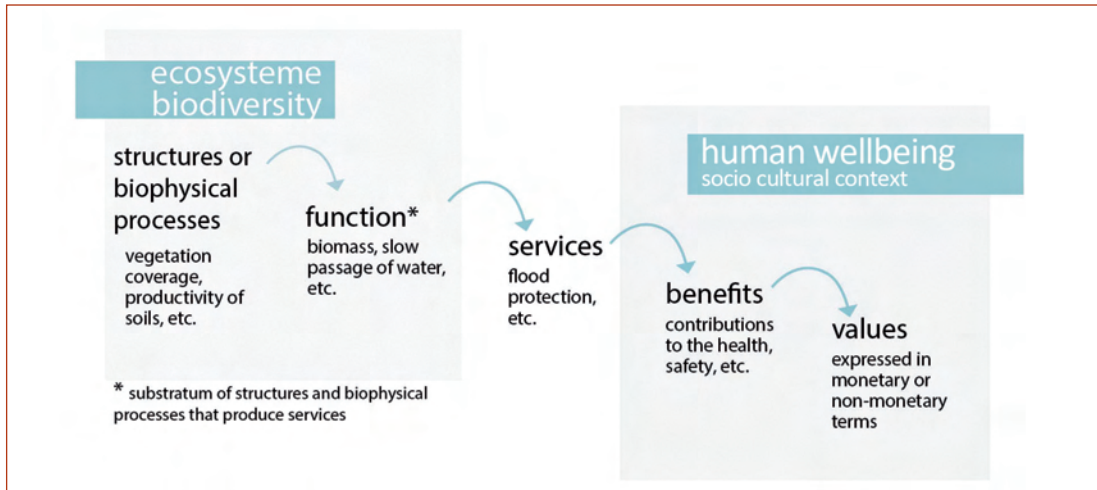 ecosysteme
biodiversity
structures or
biophysical
processes
vegetation
coverage,
productivity of
soils, etc.
function*
biomass, slow
passage of water,
etc.
* substratum of structures and biophysical
processes that produce services
services
flood
protection,
etc.
human wellbeing
socio cultural context
benefits
contributions
to the health,
safety, etc.
values
expressed in
monetary or
non-monetary
terms